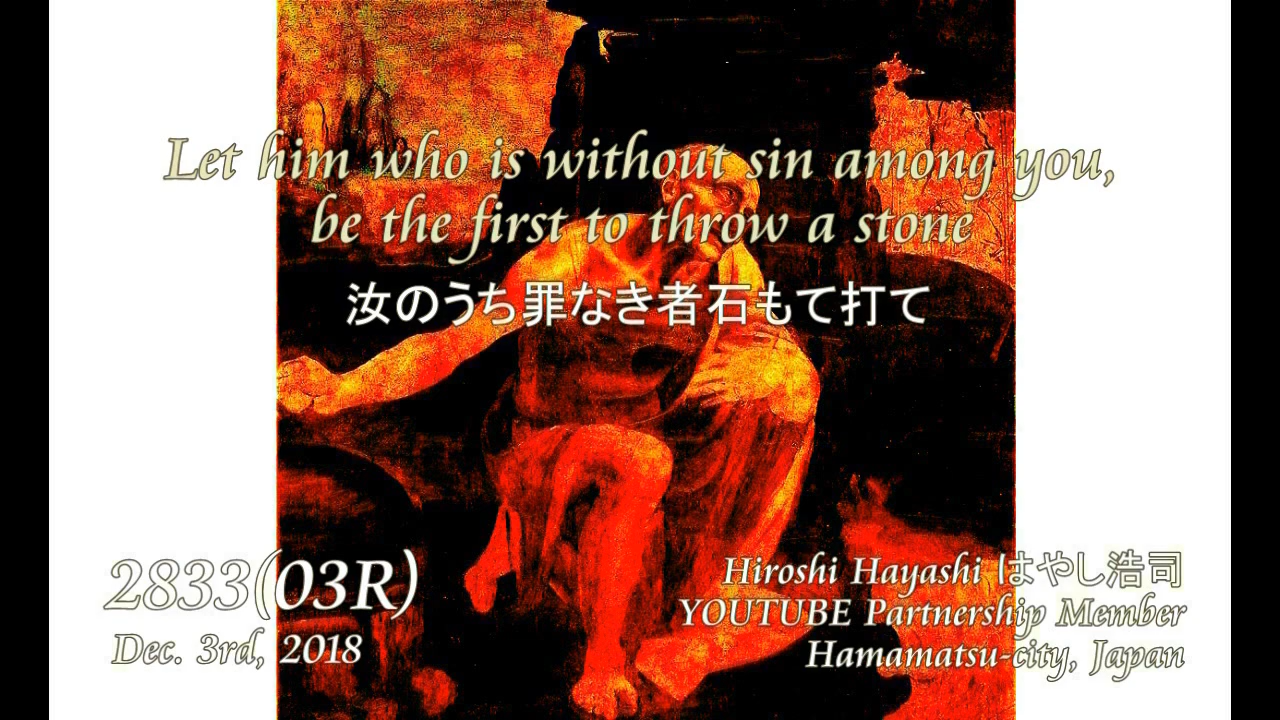 Let him who is without sin among you,
be the first to throw a stone
汝のうち罪なき者石もて打て
2833(03R)
Dec. 3rd, 2018
Hiroshi Hayashi はやし浩司
YOUTUBE Partnership Member
Hamamatsu-city, Japan